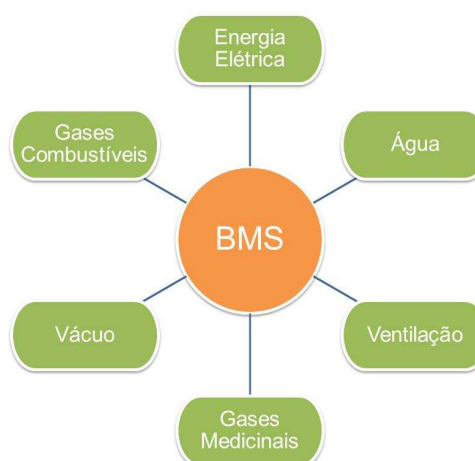 Energia
Elétrica
Gases
Combustíveis
Água
BMS
Vácuo
Ventilação
Gases
Medicinais